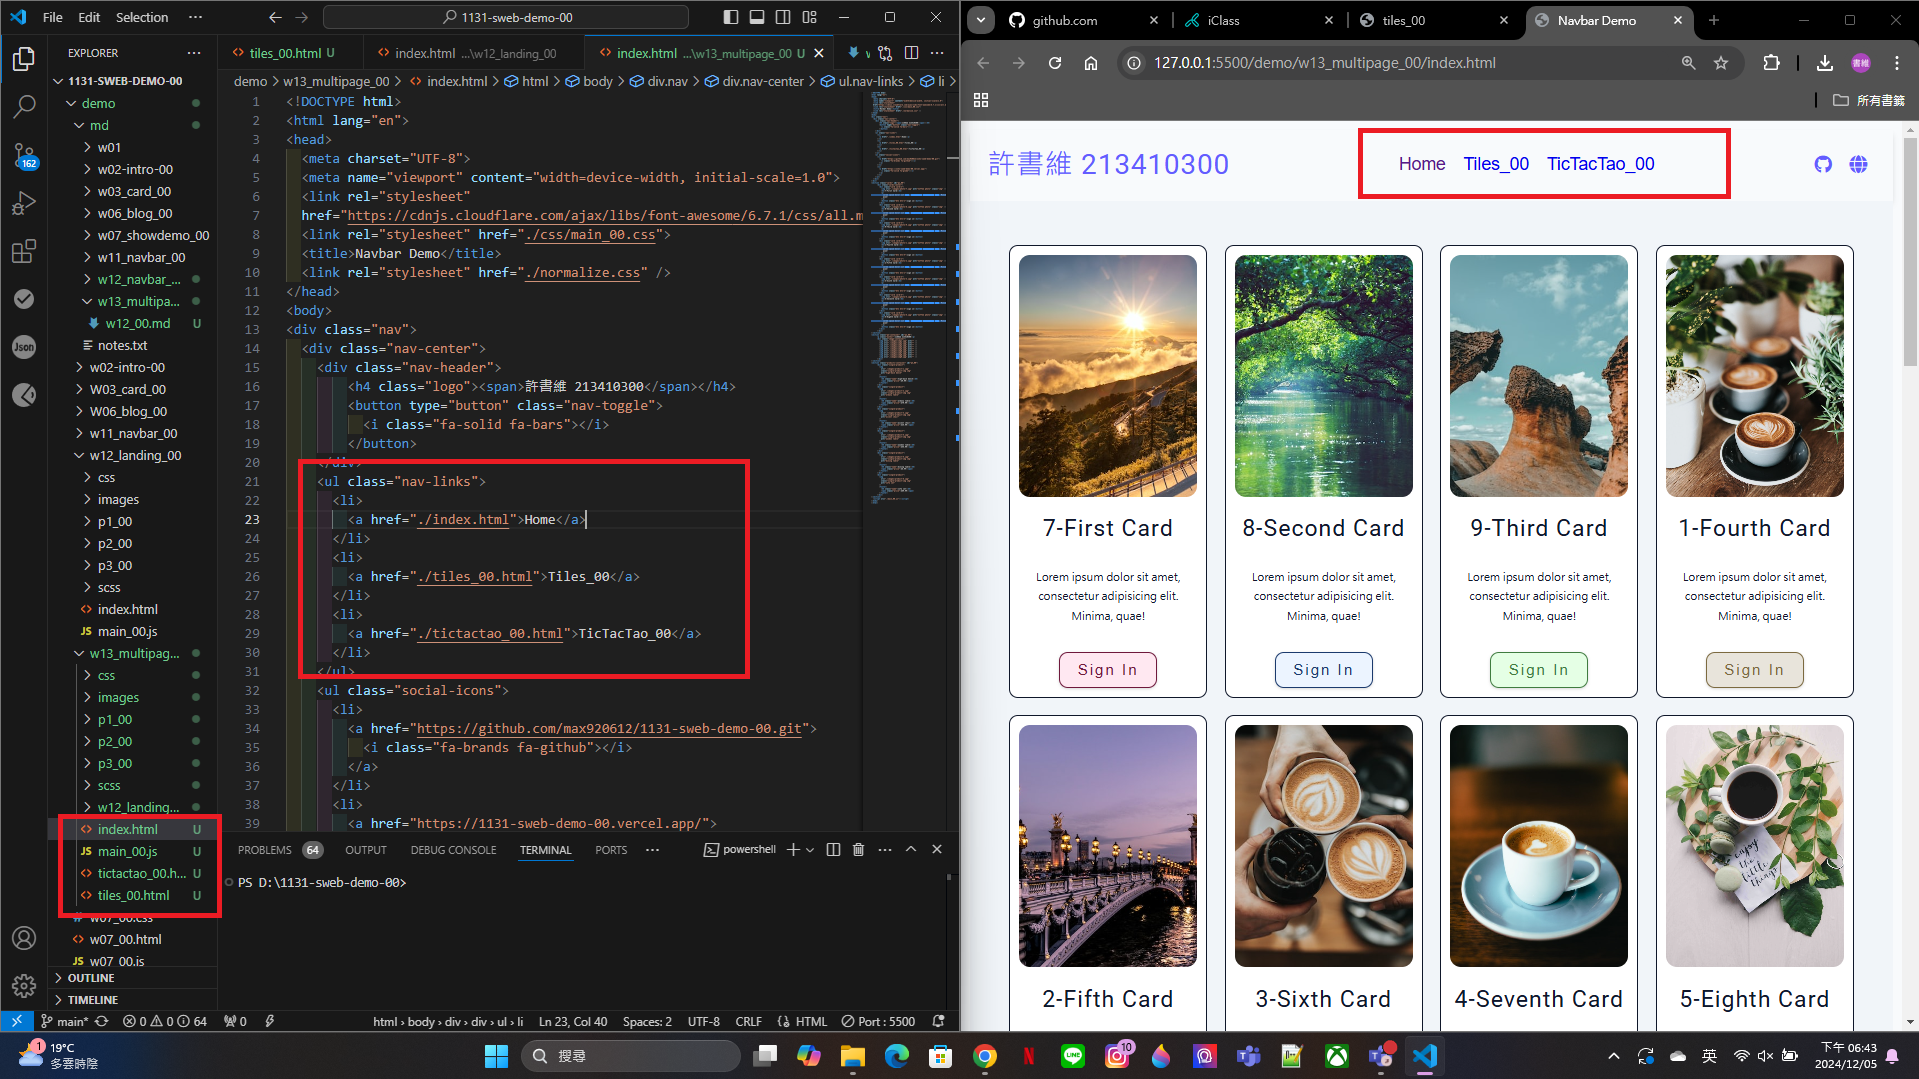 File Edit Selection ...
1131-sweb-demo-00
EXPLORER
1131-SWEB-DEMO-00
demo
md
w01
w02-intro-00
w03_card_00
w06_blog_00
w07_showdemo_00
w11_navbar_00
w12_navbar_...
w13_multipa...
w12_00.md U
notes.txt
w02-intro-00
W03_card_00
W06_blog_00
w11_navbar_00
w12_landing_00
css
images
p1_00
p2_00
p3_00
scss
index.html
JS main_00.js
w13_multipag...
css
images
p1_00
p2_00
p3_00
scss
w12_landing...
index.html U
JS main_00.js U
tictactao_00.h... U
tiles_00.html U
w07_00.css
w07_00.html
JS w07_00.js
OUTLINE
TIMELINE
162
Json
tiles_00.html U
index.html ...\w12_landing_00
index.html ...\w13_multipage_00 U
demo > w13_multipage_00 > index.html > html > body > div.nav > div.nav-center > ul.nav-links > li
1 <!DOCTYPE html>
2 <html lang="en">
3 <head>
4 <meta charset="UTF-8">
5 <meta name="viewport" content="width=device-width, initial-scale=1.0">
6 <link rel="stylesheet"
7 href="https://cdnjs.cloudflare.com/ajax/libs/font-awesome/6.7.1/css/all.m
8 <link rel="stylesheet" href="./css/main_00.css">
9 <title>Navbar Demo</title>
10 <link rel="stylesheet" href="./normalize.css" />
11 </head>
12 <body>
13 <div class="nav">
14 <div class="nav-center">
15 <div class="nav-header">
16 <h4 class="logo"><span>許書維 213410300</span></h4>
17 <button type="button" class="nav-toggle">
18 <i class="fa-solid fa-bars"></i>
19 </button>
20 </div>
21 <ul class="nav-links">
22 <li>
23 <a href="./index.html">Home</a>
24 </li>
25 <li>
26 <a href="./tiles_00.html">Tiles_00</a>
27 </li>
28 <li>
29 <a href="./tictactao_00.html">TicTacTao_00</a>
30 </li>
31 </ul>
32 <ul class="social-icons">
33 <li>
34 <a href="https://github.com/max920612/1131-sweb-demo-00.git">
35 <i class="fa-brands fa-github"></i>
36 </a>
37 </li>
38 <li>
39 <a href="https://1131-sweb-demo-00.vercel.app/">
PROBLEMS 64 OUTPUT DEBUG CONSOLE TERMINAL PORTS ... powershell
PS D:\1131-sweb-demo-00>
main* 0 0 64 0 html > body > div > div > ul > li Ln 23, Col 40 Spaces: 2 UTF-8 CRLF HTML Port : 5500
github.com
iClass
tiles_00
Navbar Demo
127.0.0.1:5500/demo/w13_multipage_00/index.html
書維
所有書籤
許書維 213410300
Home Tiles_00 TicTacTao_00
7-First Card
Lorem ipsum dolor sit amet,
consectetur adipisicing elit.
Minima, quae!
Sign In
8-Second Card
Lorem ipsum dolor sit amet,
consectetur adipisicing elit.
Minima, quae!
Sign In
9-Third Card
Lorem ipsum dolor sit amet,
consectetur adipisicing elit.
Minima, quae!
Sign In
1-Fourth Card
Lorem ipsum dolor sit amet,
consectetur adipisicing elit.
Minima, quae!
Sign In
enjoy
the
little
things
2-Fifth Card
3-Sixth Card
4-Seventh Card
5-Eighth Card
1
19°C
多雲時陰
搜尋
10
英
下午 06:43
2024/12/05